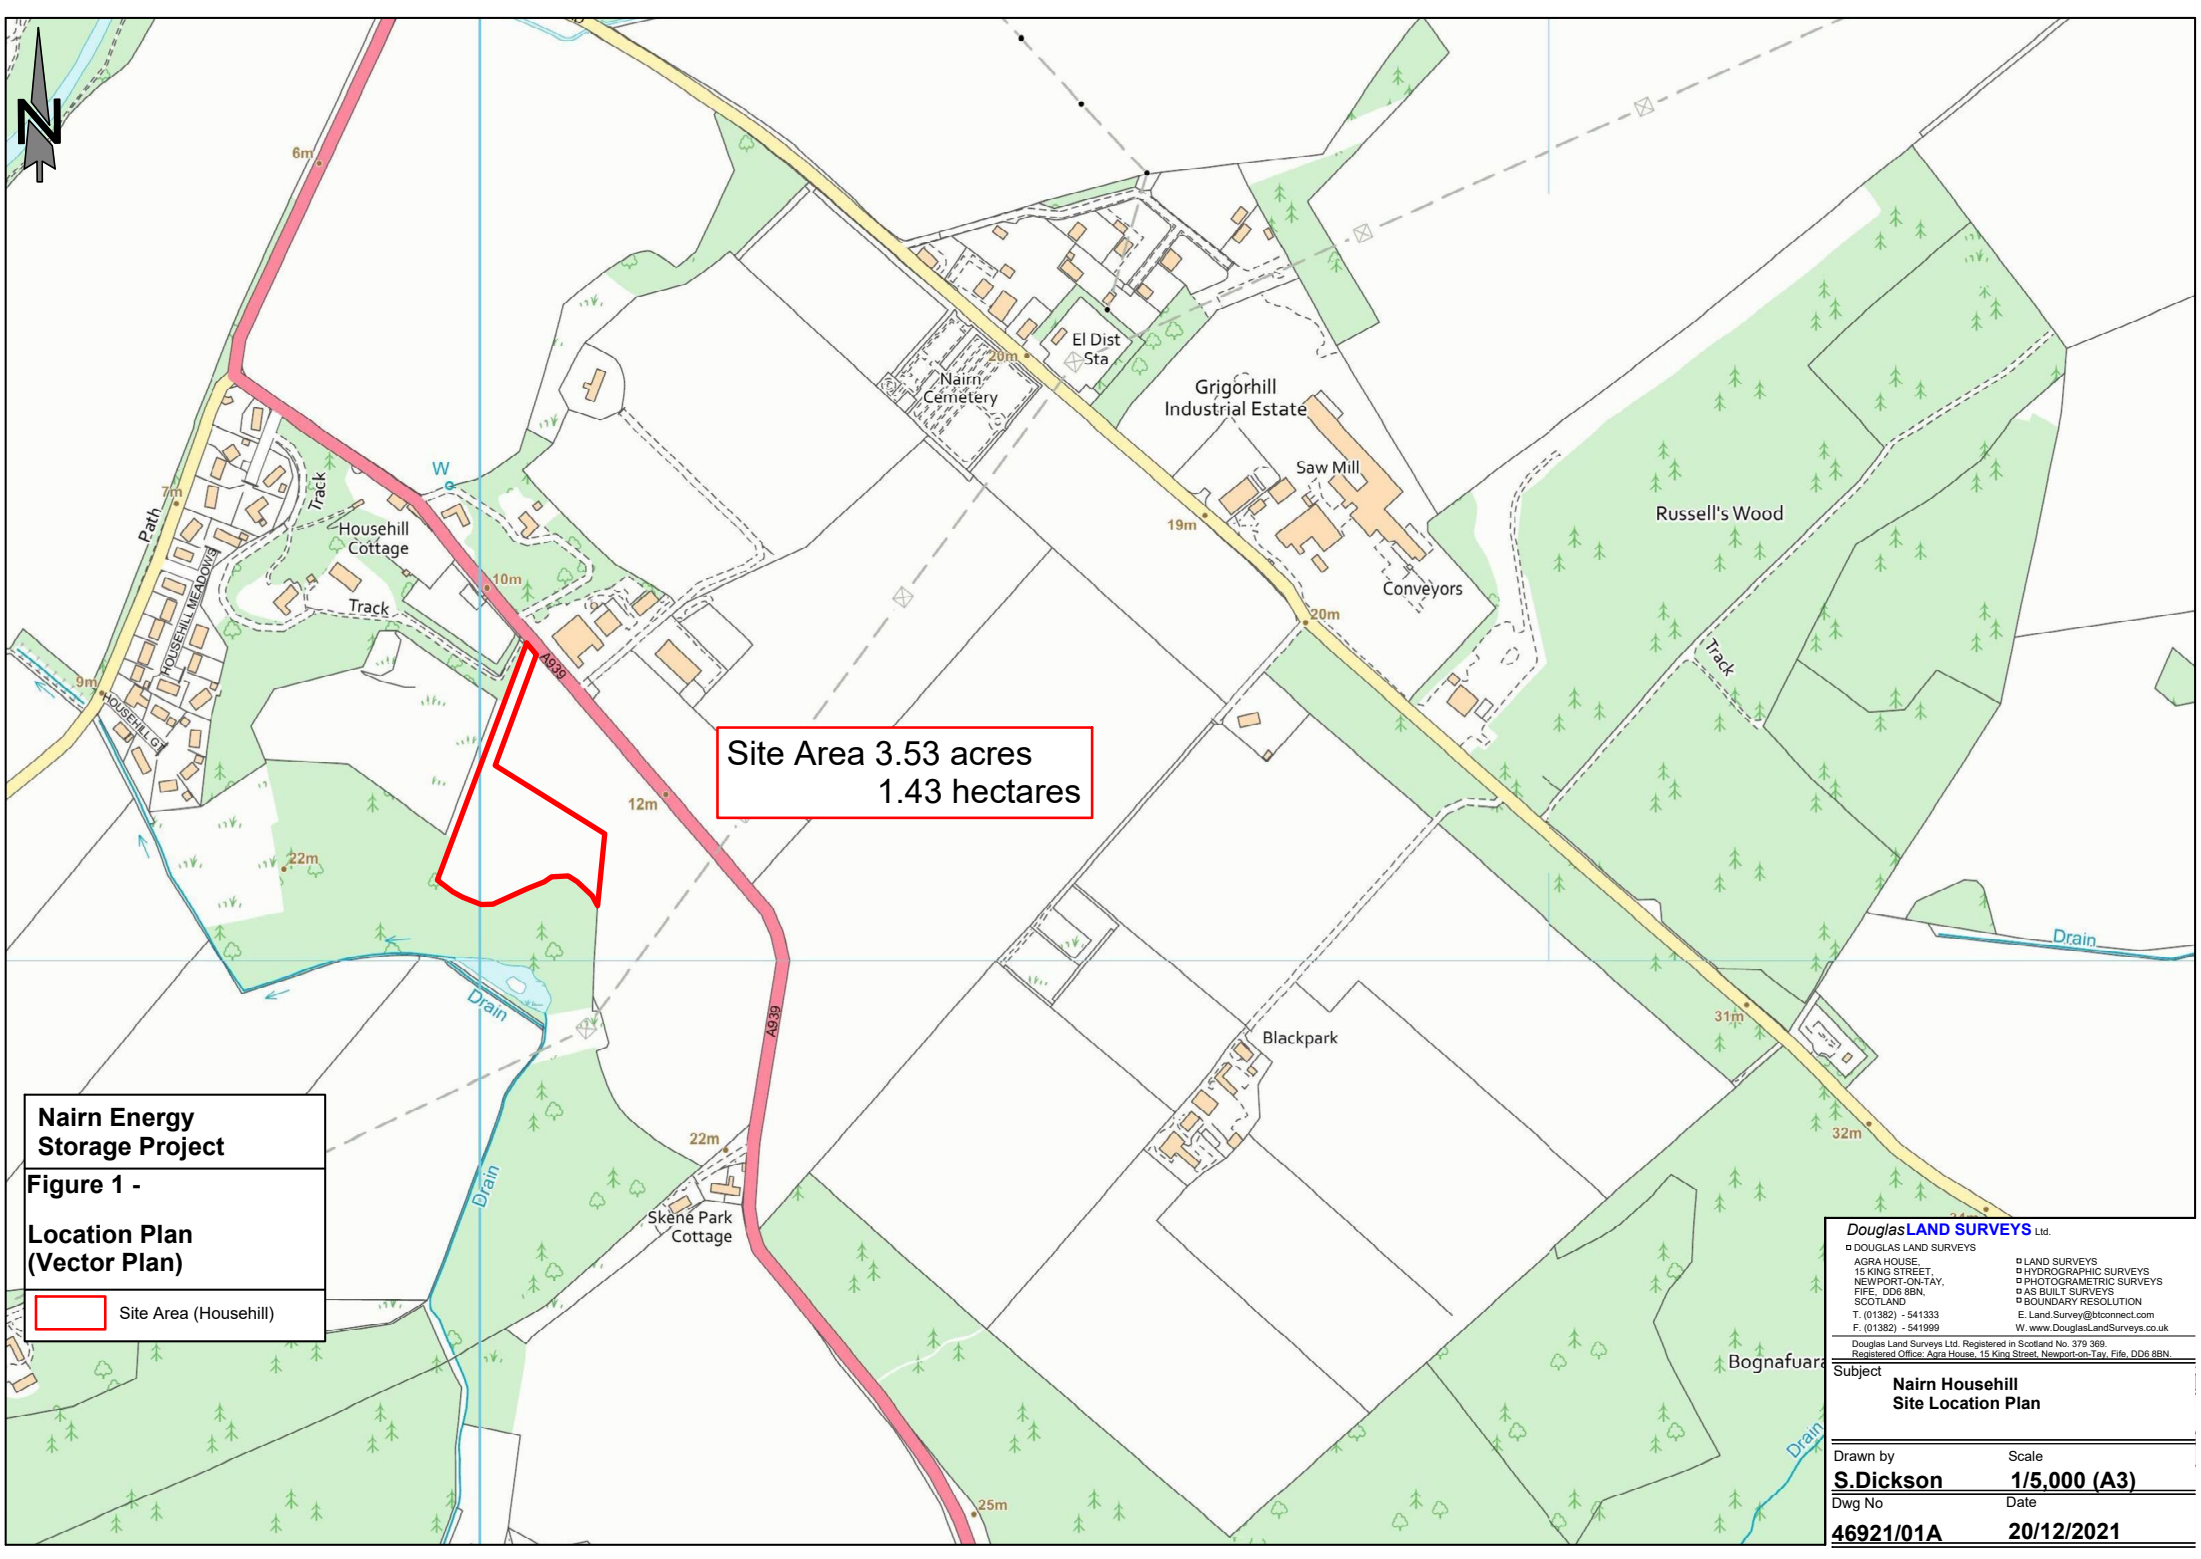 N
6m
7m
Path
HOUSEHILL MEADOWS
9m
HOUSEHILL GT
Track
Househill
Cottage
Track
W
10m
A939
12m
22m
Nairn
Cemetery
20m
El Dist
Sta
Grigorhill
Industrial Estate
Saw Mill
19m
Conveyors
20m
Russell's Wood
Track
Site Area 3.53 acres
1.43 hectares
Drain
Drain
Drain
A939
22m
Skene Park
Cottage
Blackpark
31m
32m
25m
Drain
Nairn Energy
Storage Project
Figure 1 -
Location Plan
(Vector Plan)
Site Area (Househill)
Douglas LAND SURVEYS Ltd.
DOUGLAS LAND SURVEYS
AGRA HOUSE,
15 KING STREET,
NEWPORT-ON-TAY,
FIFE, DD6 8BN,
SCOTLAND
T. (01382) - 541333
F. (01382) - 541999
LAND SURVEYS
HYDROGRAPHIC SURVEYS
PHOTOGRAMETRIC SURVEYS
AS BUILT SURVEYS
BOUNDARY RESOLUTION
E. Land.Survey@btconnect.com
W. www.DouglasLandSurveys.co.uk
Douglas Land Surveys Ltd. Registered in Scotland No. 379 369.
Registered Office: Agra House, 15 King Street, Newport-on-Tay, Fife, DD6 8BN.
Bognafuara
Subject
Nairn Househill
Site Location Plan
Drawn by
S.Dickson
Scale
1/5,000 (A3)
Dwg No
46921/01A
Date
20/12/2021